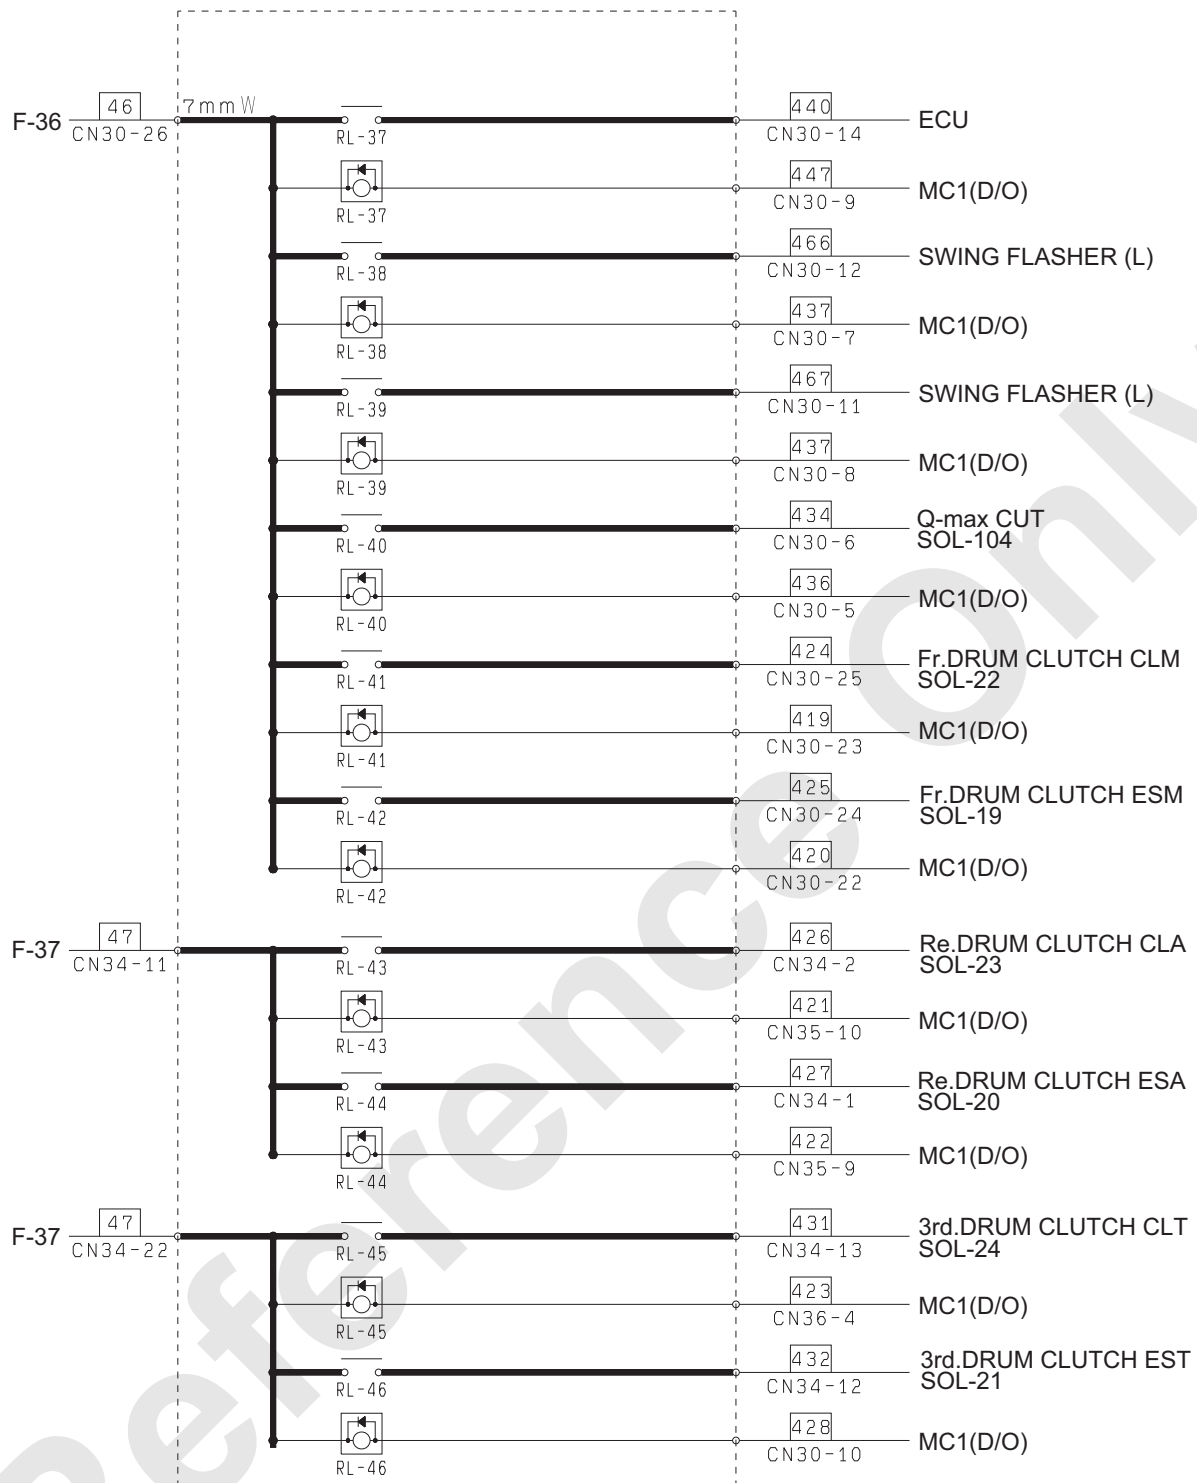 F-36 46 CN30-26 7mmW RL-37 440 CN30-14 ECU
RL-37 447 CN30-9 MC1(D/O)
RL-38 466 CN30-12 SWING FLASHER (L)
RL-38 437 CN30-7 MC1(D/O)
RL-39 467 CN30-11 SWING FLASHER (L)
RL-39 437 CN30-8 MC1(D/O)
RL-40 434 CN30-6 Q-max CUT
SOL-104
RL-40 436 CN30-5 MC1(D/O)
RL-41 424 CN30-25 Fr.DRUM CLUTCH CLM
SOL-22
RL-41 419 CN30-23 MC1(D/O)
RL-42 425 CN30-24 Fr.DRUM CLUTCH ESM
SOL-19
RL-42 420 CN30-22 MC1(D/O)
F-37 47 CN34-11 RL-43 426 CN34-2 Re.DRUM CLUTCH CLA
SOL-23
RL-43 421 CN35-10 MC1(D/O)
RL-44 427 CN34-1 Re.DRUM CLUTCH ESA
SOL-20
RL-44 422 CN35-9 MC1(D/O)
F-37 47 CN34-22 RL-45 431 CN34-13 3rd.DRUM CLUTCH CLT
SOL-24
RL-45 423 CN36-4 MC1(D/O)
RL-46 432 CN34-12 3rd.DRUM CLUTCH EST
SOL-21
RL-46 428 CN30-10 MC1(D/O)
Reference Only